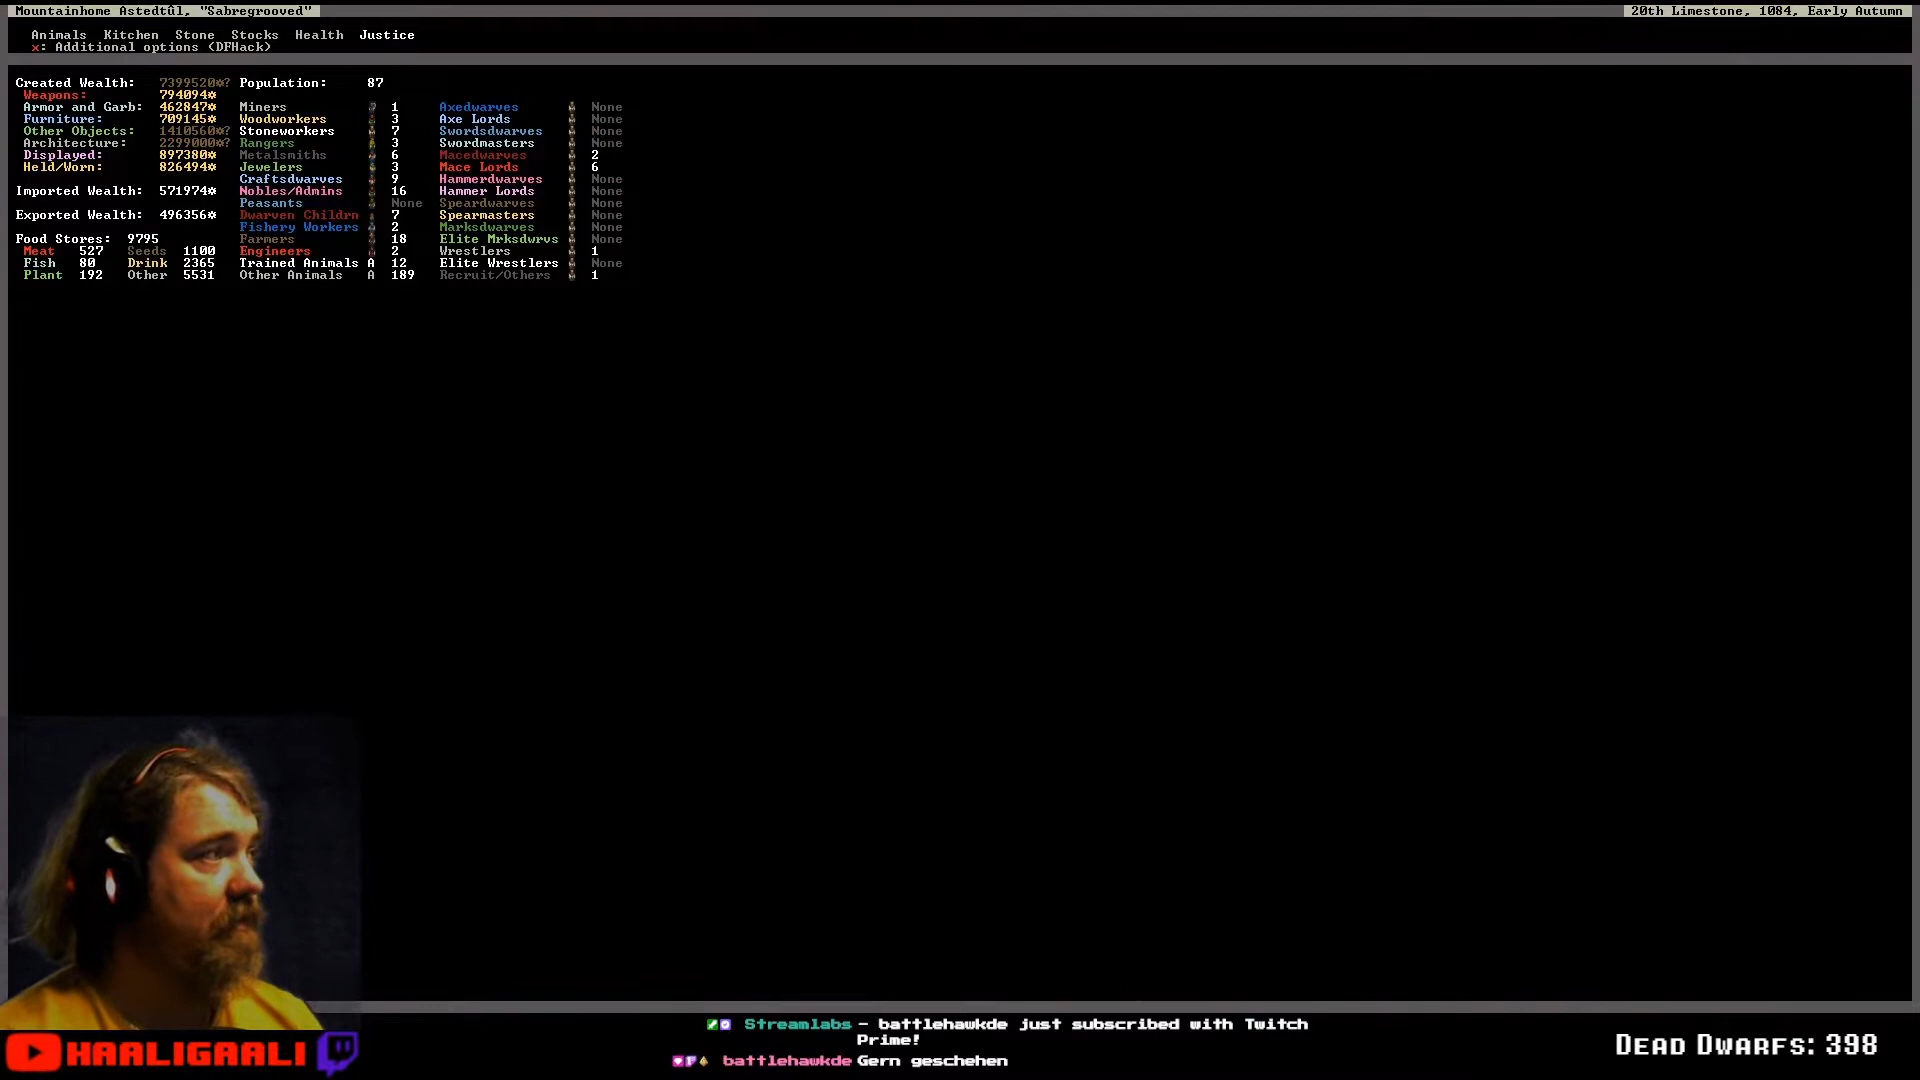 Mountainhome Astedtûl, "Sabregrooved" 20th Limestone, 1084, Early Autumn
Animals Kitchen Stone Stocks Health Justice
x: Additional options (DFHack)
Created Wealth: 7399520☼? Population: 87
Weapons: 794094☼
Armor and Garb: 462847☼ Miners 1 Axedwarves None
Furniture: 709145☼ Woodworkers 3 Axe Lords None
Other Objects: 1410560☼? Stoneworkers 7 Swordsdwarves None
Architecture: 2299000☼? Rangers 3 Swordmasters None
Displayed: 897380☼ Metalsmiths 6 Macedwarves 2
Held/Worn: 826494☼ Jewelers 3 Mace Lords 6
Craftsdwarves 9 Hammerdwarves None
Imported Wealth: 571974☼ Nobles/Admins 16 Hammer Lords None
Peasants None Speardwarves None
Exported Wealth: 496356☼ Dwarven Childrn 7 Spearmasters None
Fishery Workers 2 Marksdwarves None
Food Stores: 9795 Farmers 18 Elite Mrksdwrvs None
Meat 527 Seeds 1100 Engineers 2 Wrestlers 1
Fish 80 Drink 2365 Trained Animals A 12 Elite Wrestlers None
Plant 192 Other 5531 Other Animals A 189 Recruit/Others 1
Streamlabs - battlehawkde just subscribed with Twitch
Prime!
battlehawkde Gern geschehen
HAALIGAALI
Dead Dwarfs: 398